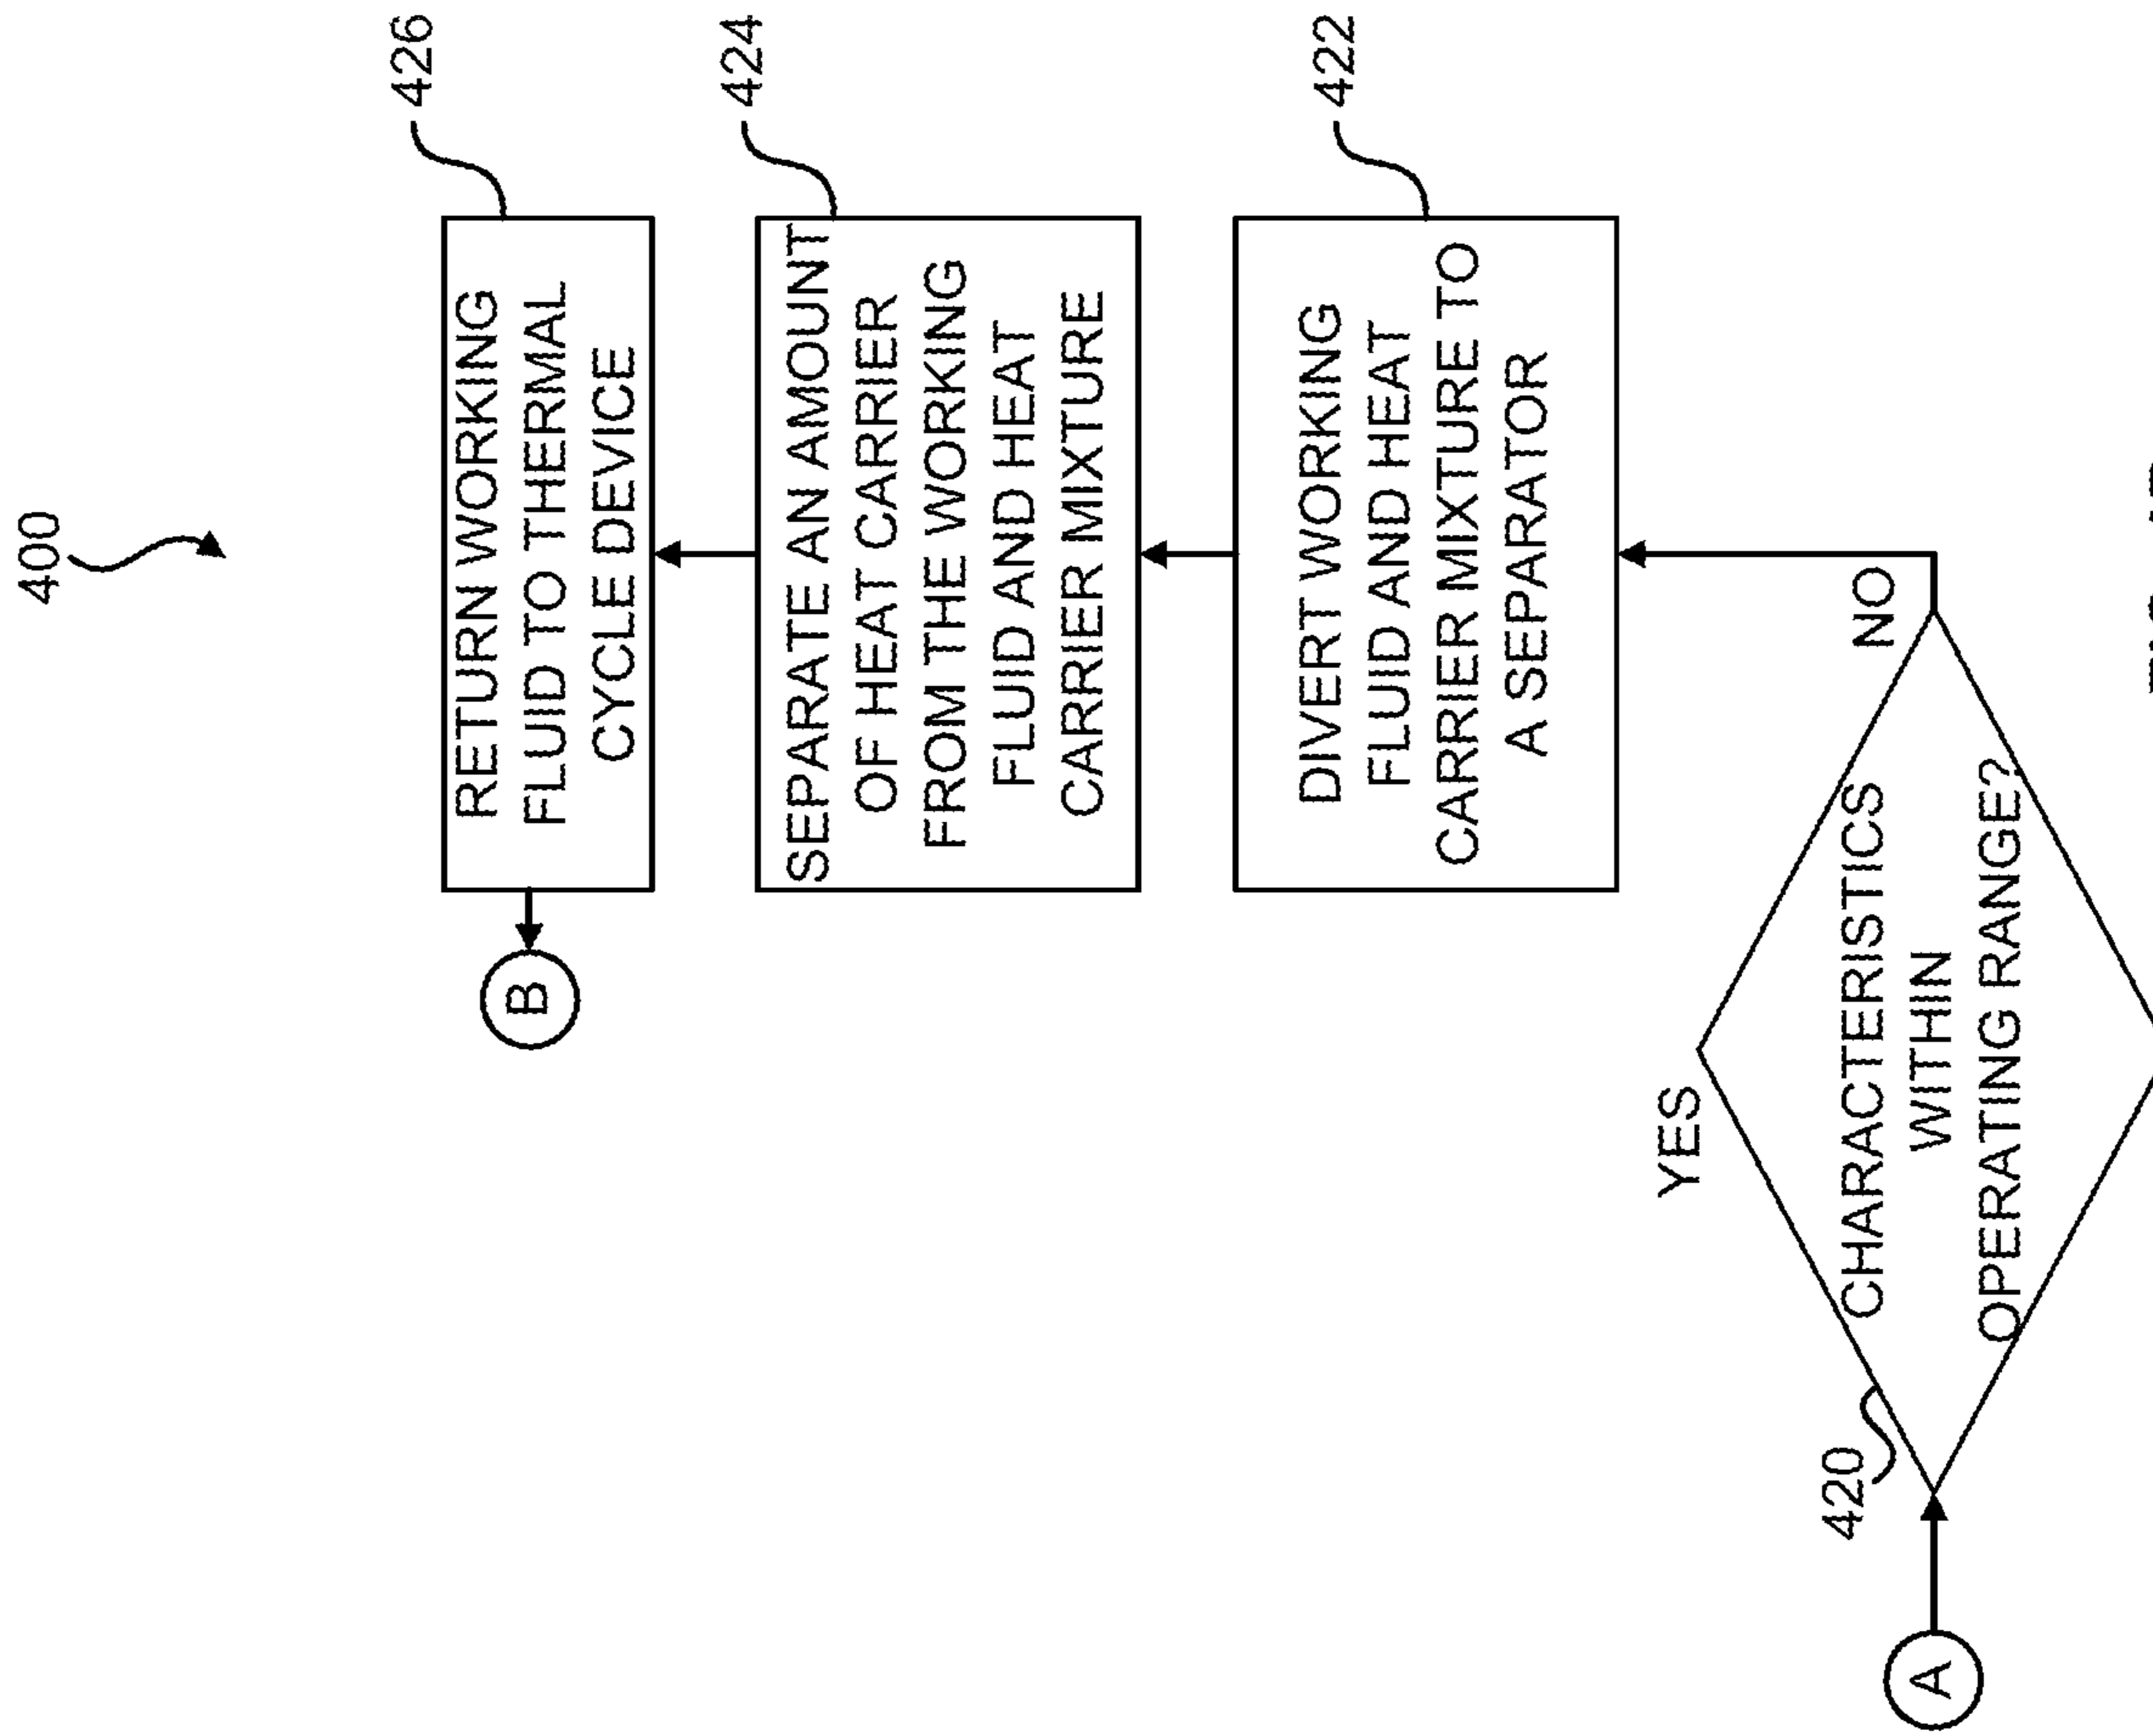 400
A
420
CHARACTERISTICS
WITHIN
OPERATING RANGE?
YES
NO
DIVERT WORKING
FLUID AND HEAT
CARRIER MIXTURE TO
A SEPARATOR
422
SEPARATE AN AMOUNT
OF HEAT CARRIER
FROM THE WORKING
FLUID AND HEAT
CARRIER MIXTURE
424
RETURN WORKING
FLUID TO THERMAL
CYCLE DEVICE
426
B